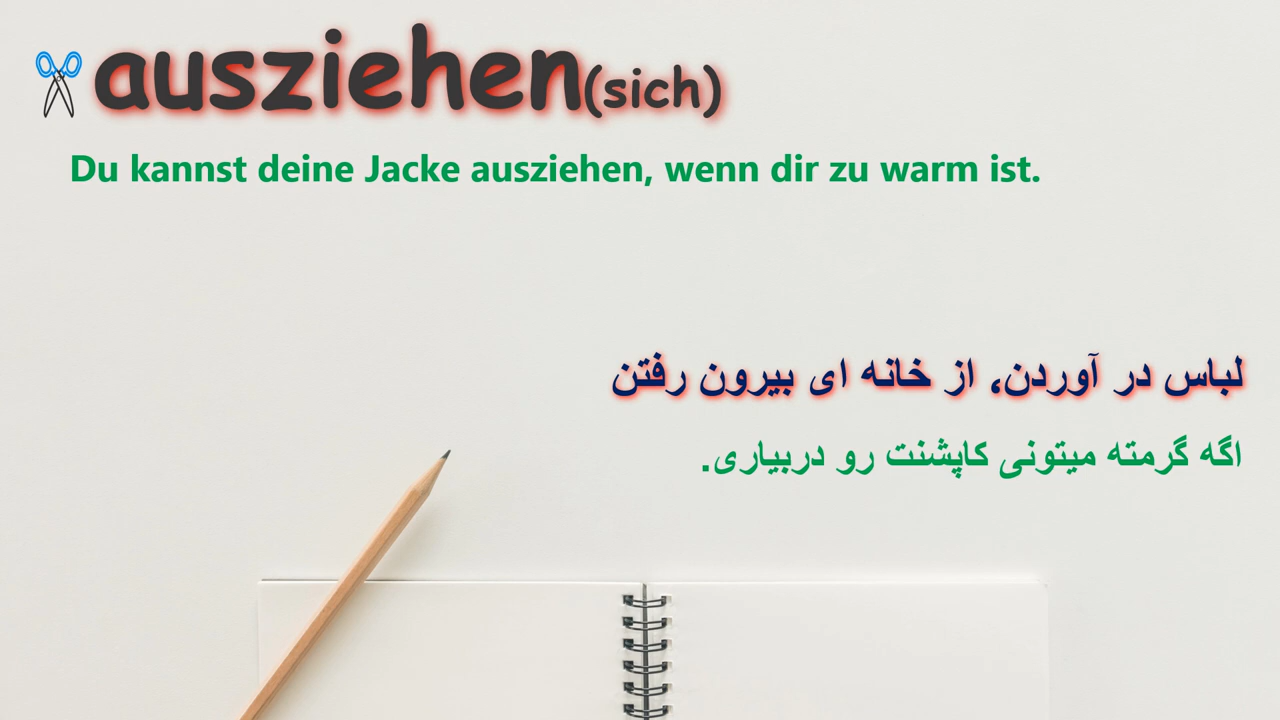 ausziehen(sich)
Du kannst deine Jacke ausziehen, wenn dir zu warm ist.
لباس در آوردن، از خانه ای بیرون رفتن
اگه گرمته میتونی کاپشنت رو دربیاری.